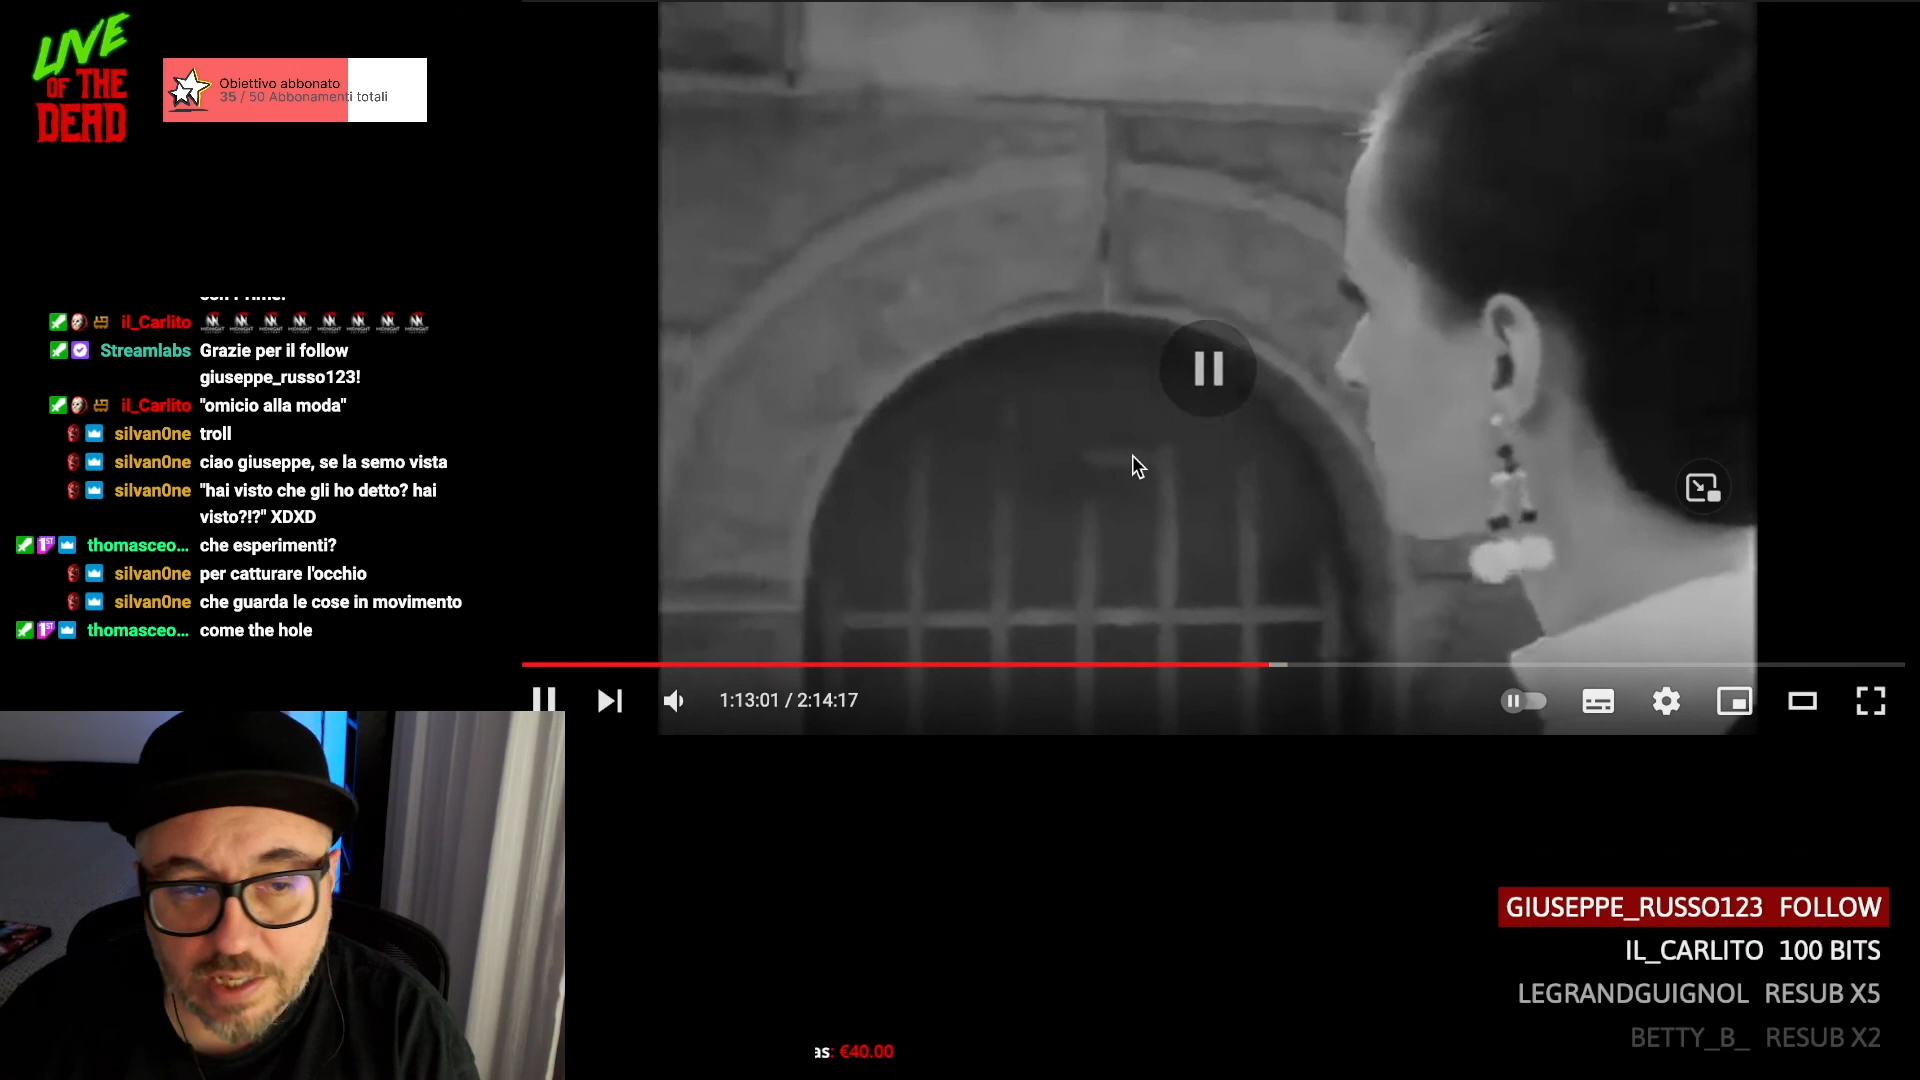 LIVE
OF THE
DEAD
Obiettivo abbonato
35 / 50 Abbonamenti totali
il_Carlito
Streamlabs Grazie per il follow
giuseppe_russo123!
il_Carlito "omicio alla moda"
silvan0ne troll
silvan0ne ciao giuseppe, se la semo vista
silvan0ne "hai visto che gli ho detto? hai
visto?!?" XDXD
thomasceo... che esperimenti?
silvan0ne per catturare l'occhio
silvan0ne che guarda le cose in movimento
thomasceo... come the hole
1:13:01 / 2:14:17
GIUSEPPE_RUSSO123 FOLLOW
IL_CARLITO 100 BITS
LEGRANDGUIGNOL RESUB X5
BETTY_B_ RESUB X2
as: €40.00